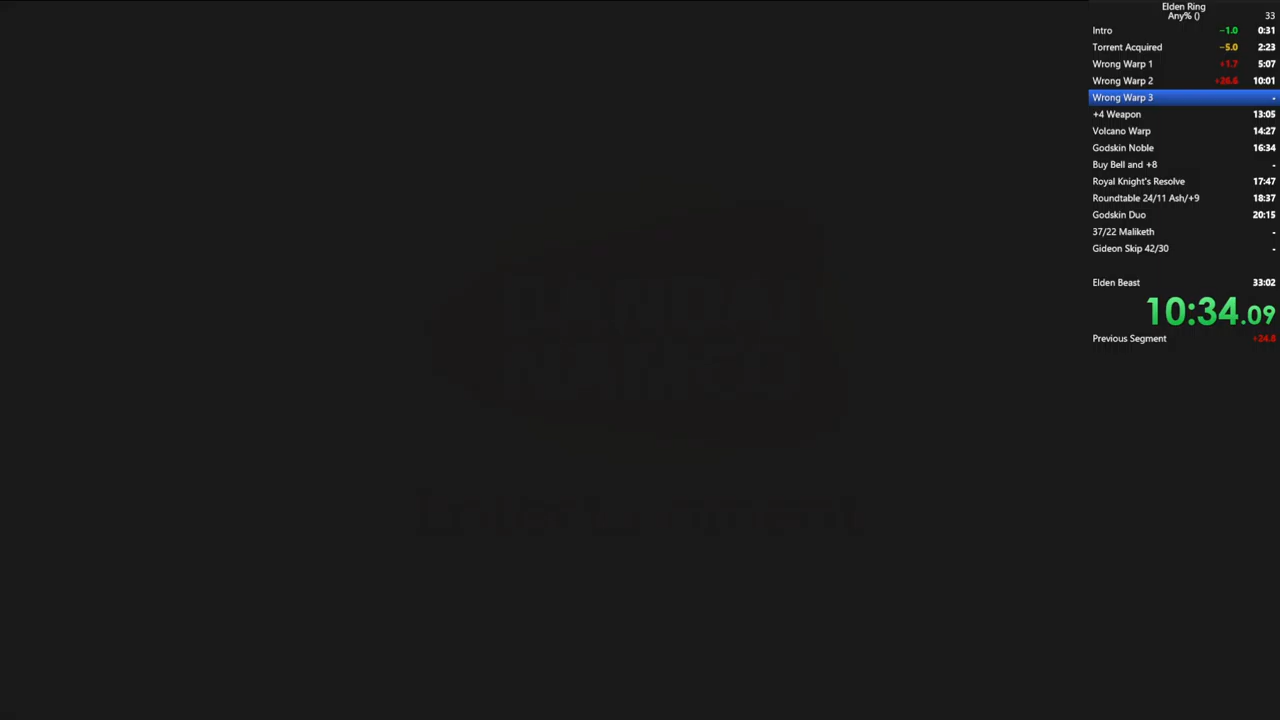 Elden Ring
Any% () 33
Intro −1.0 0:31
Torrent Acquired −5.0 2:23
Wrong Warp 1 +1.7 5:07
Wrong Warp 2 +26.6 10:01
Wrong Warp 3 -
+4 Weapon 13:05
Volcano Warp 14:27
Godskin Noble 16:34
Buy Bell and +8 -
Royal Knight's Resolve 17:47
Roundtable 24/11 Ash/+9 18:37
Godskin Duo 20:15
37/22 Maliketh -
Gideon Skip 42/30 -
Elden Beast 33:02
10:34.09
Previous Segment +24.8